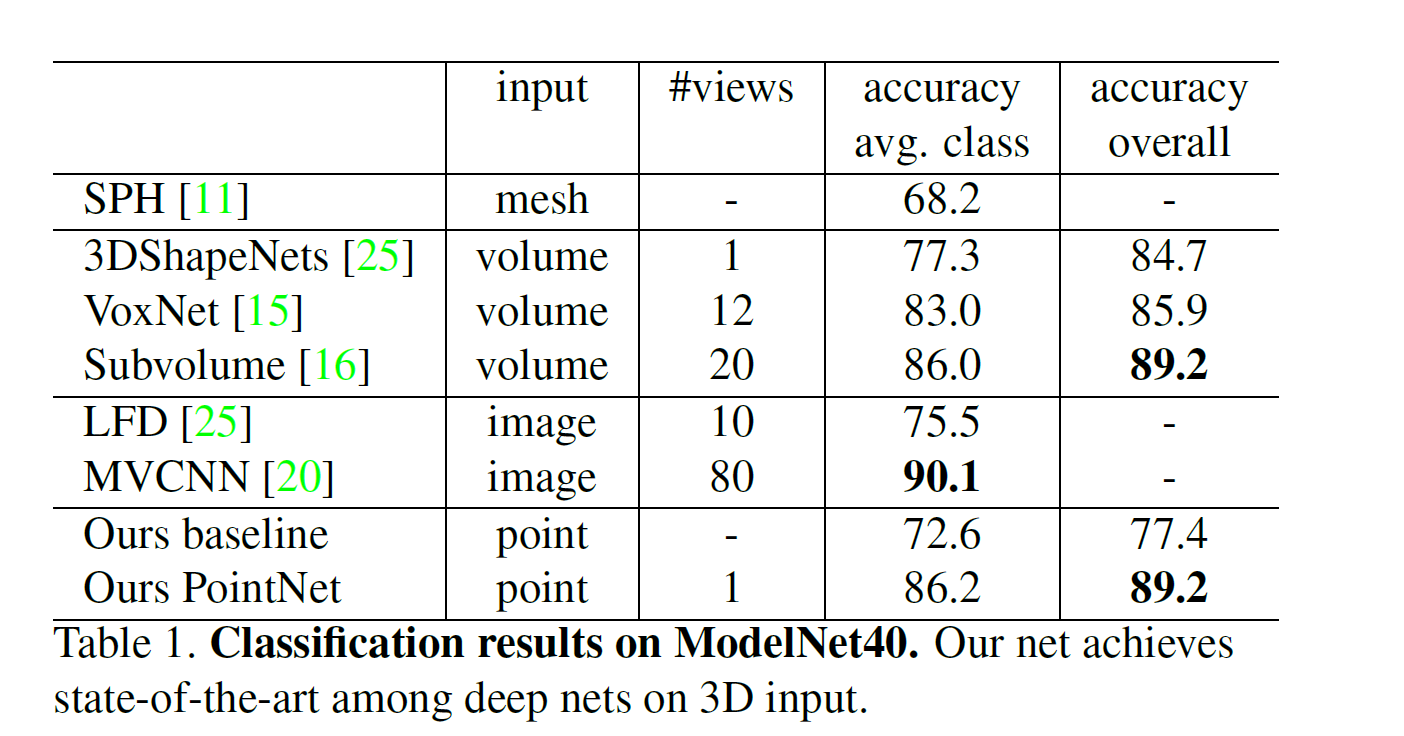 input #views accuracy accuracy
avg. class overall
SPH [11] mesh - 68.2 -
3DShapeNets [25] volume 1 77.3 84.7
VoxNet [15] volume 12 83.0 85.9
Subvolume [16] volume 20 86.0 89.2
LFD [25] image 10 75.5 -
MVCNN [20] image 80 90.1 -
Ours baseline point - 72.6 77.4
Ours PointNet point 1 86.2 89.2
Table 1. Classification results on ModelNet40. Our net achieves
state-of-the-art among deep nets on 3D input.